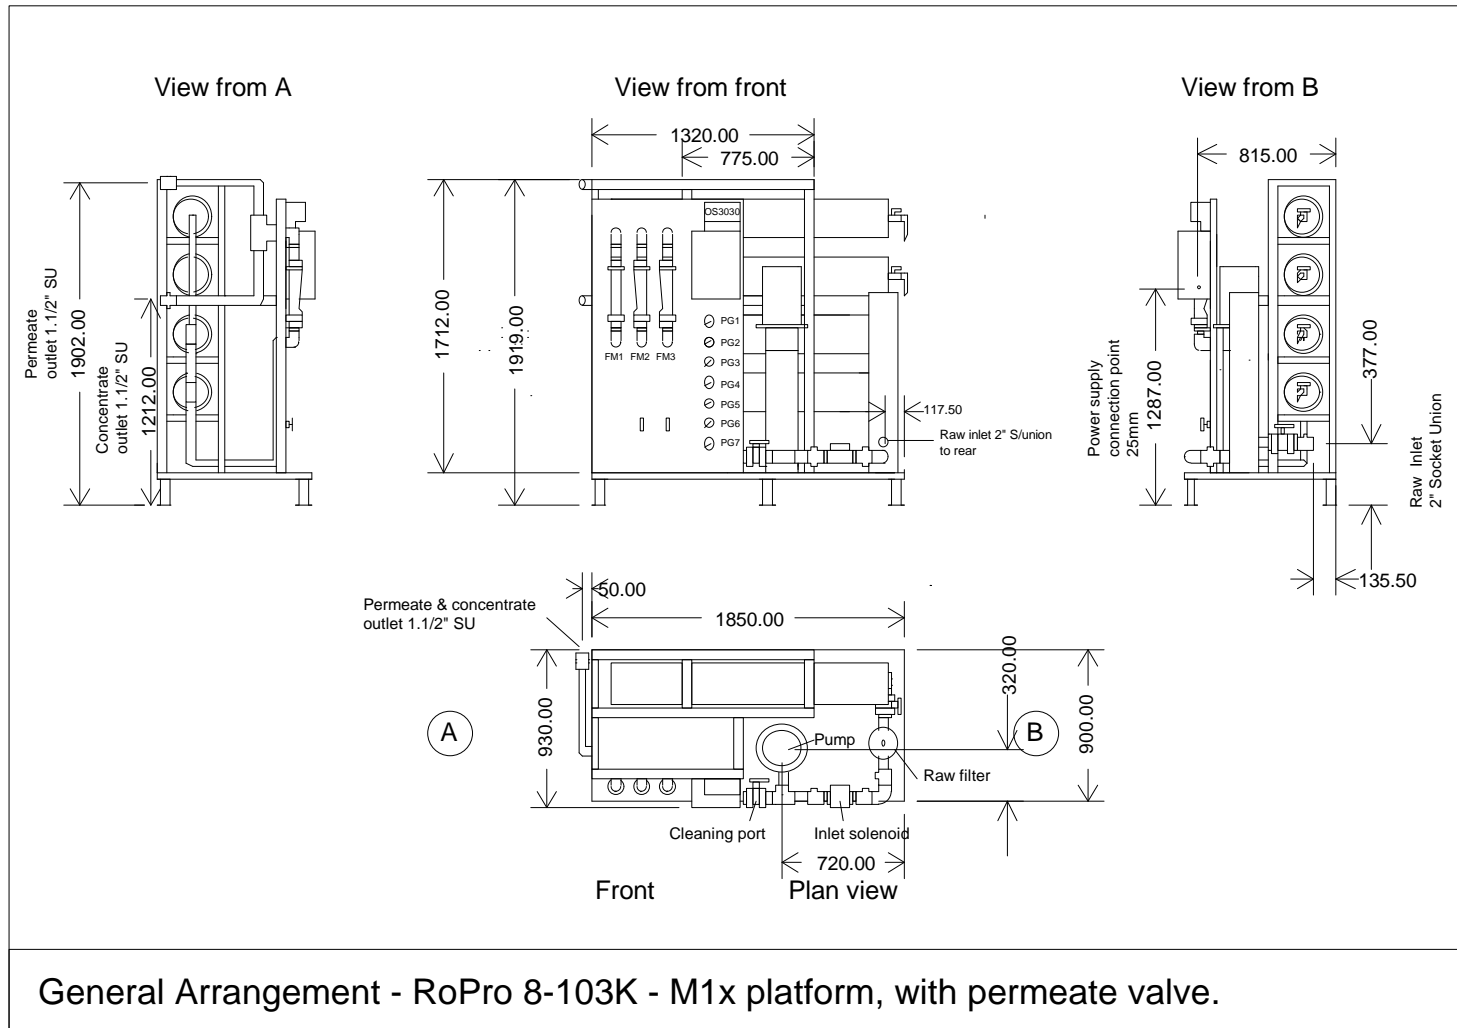 View from A
View from front
View from B
1320.00
775.00
815.00
Permeate
outlet 1.1/2" SU
1902.00
Concentrate
outlet 1.1/2" SU
1212.00
1712.00
1919.00
OS3030
FM1 FM2 FM3
PG1
PG2
PG3
PG4
PG5
PG6
PG7
117.50
Raw inlet 2" S/union
to rear
Power supply
connection point
25mm
1287.00
377.00
Raw Inlet
2" Socket Union
135.50
50.00
Permeate & concentrate
outlet 1.1/2" SU
1850.00
320.00
A
930.00
Pump
B
900.00
Raw filter
Cleaning port
Inlet solenoid
720.00
Front
Plan view
General Arrangement - RoPro 8-103K - M1x platform, with permeate valve.